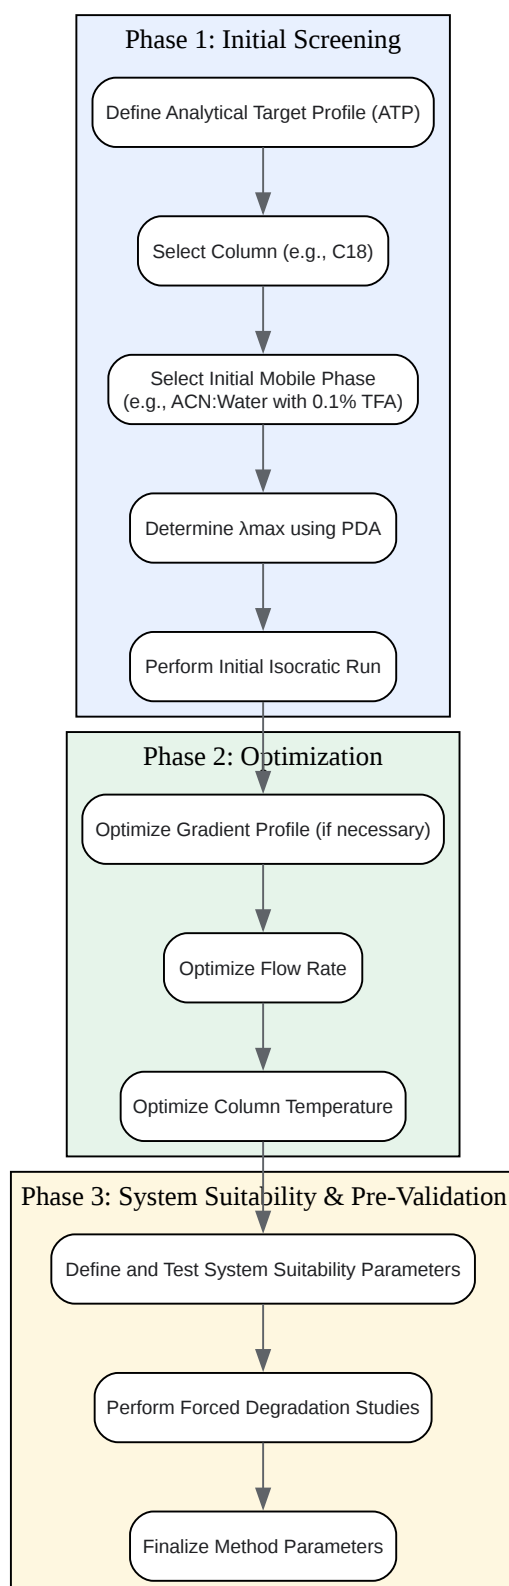 Phase 1: Initial Screening
Define Analytical Target Profile (ATP)
Select Column (e.g., C18)
Select Initial Mobile Phase
(e.g., ACN:Water with 0.1% TFA)
Determine λmax using PDA
Perform Initial Isocratic Run
Phase 2: Optimization
Optimize Gradient Profile (if necessary)
Optimize Flow Rate
Optimize Column Temperature
Phase 3: System Suitability & Pre-Validation
Define and Test System Suitability Parameters
Perform Forced Degradation Studies
Finalize Method Parameters